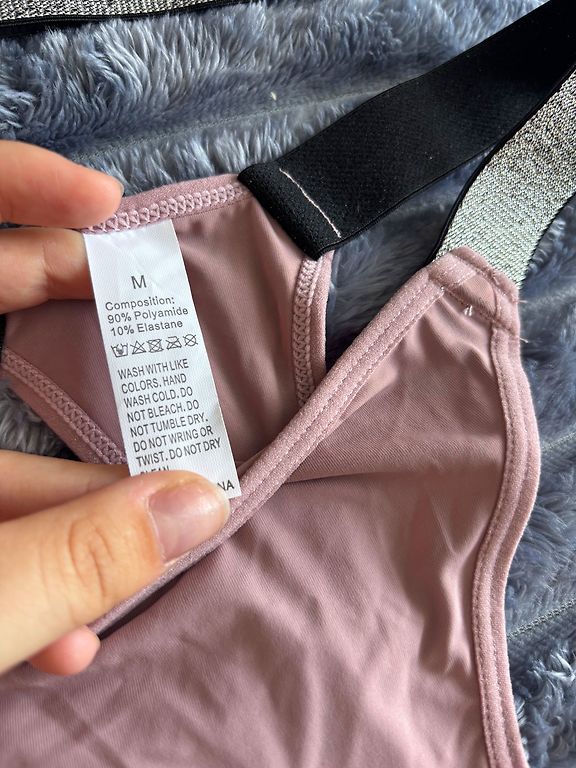 M
Composition:
90% Polyamide
10% Elastane
WASH WITH LIKE
COLORS. HAND
WASH COLD. DO
NOT BLEACH. DO
NOT TUMBLE DRY.
DO NOT WRING OR
TWIST. DO NOT DRY